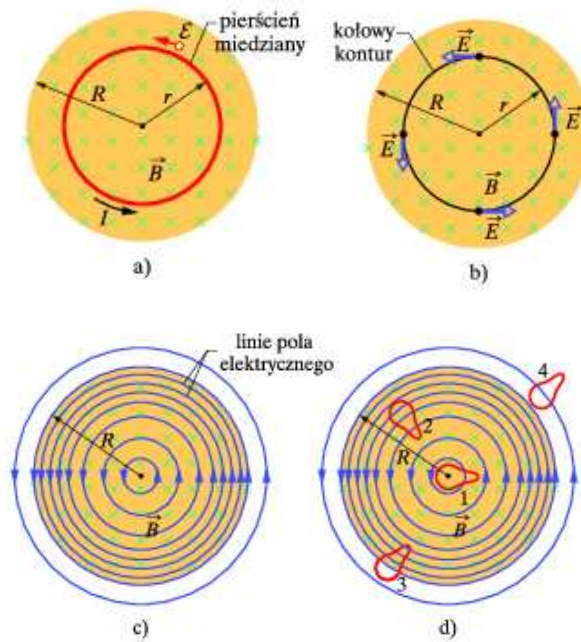 pierścień
miedziany
ℰ
R
r
B
I
a)
kołowy
kontur
E
R
r
E
E
B
E
b)
linie pola
elektrycznego
R
B
c)
4
2
R
1
B
3
d)